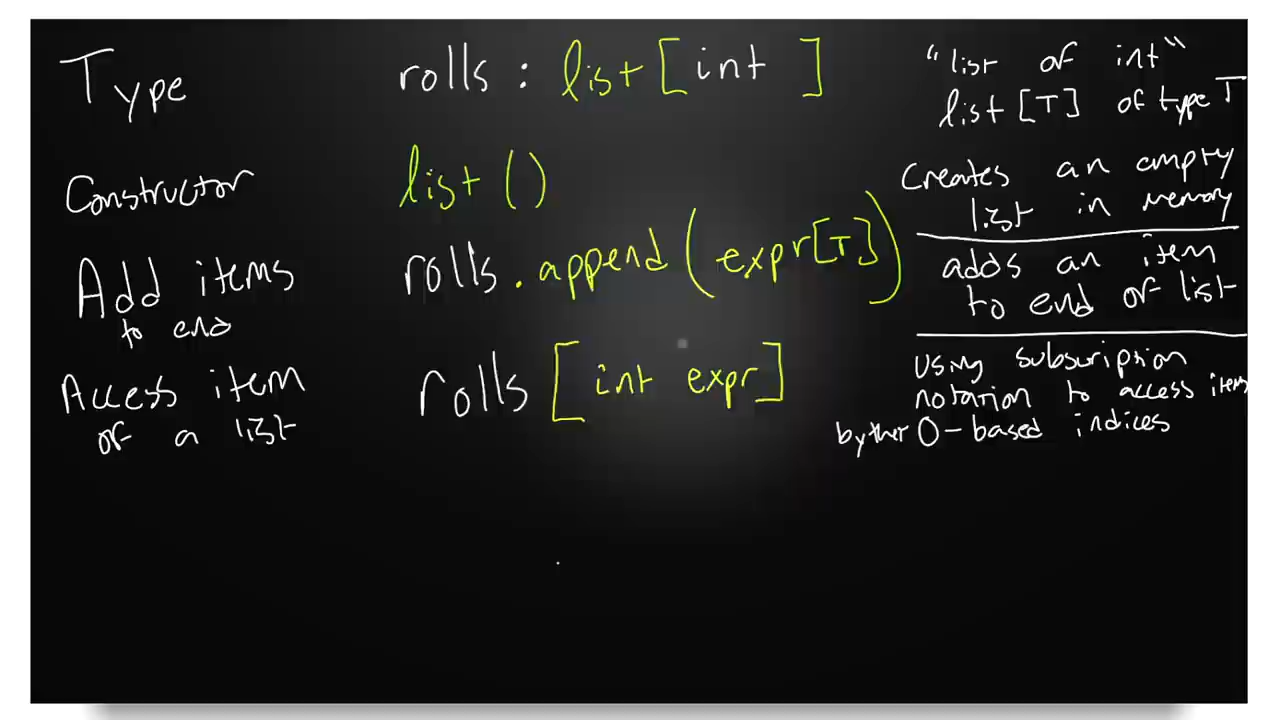 Type rolls : list[int ] "list of int"
list[T] of type T
Constructor list() Creates an empty
list in memory
Add items rolls.append(expr[T]) adds an item
to end to end of list
Access item rolls[int expr] Using subscription
of a list notation to access items
by their 0-based indices